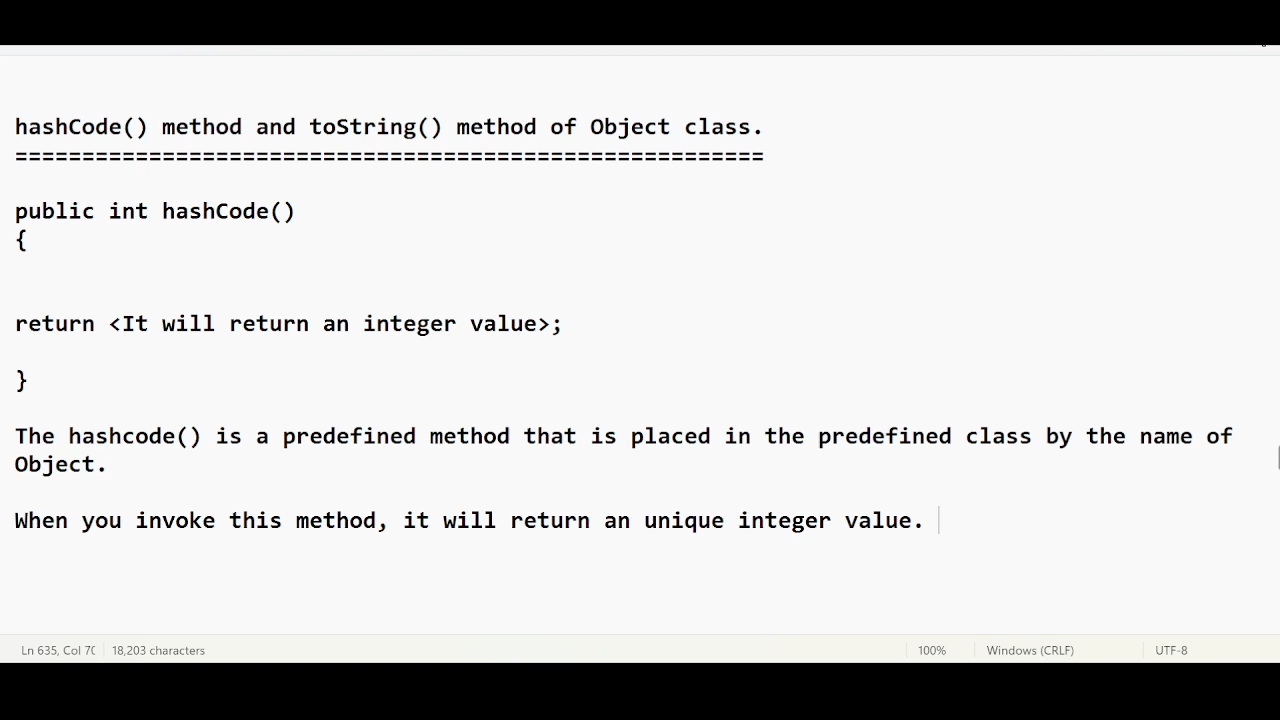 hashCode() method and toString() method of Object class.
========================================================
public int hashCode()
{
return <It will return an integer value>;
}
The hashcode() is a predefined method that is placed in the predefined class by the name of
Object.
When you invoke this method, it will return an unique integer value.
Ln 635, Col 70 18,203 characters 100% Windows (CRLF) UTF-8